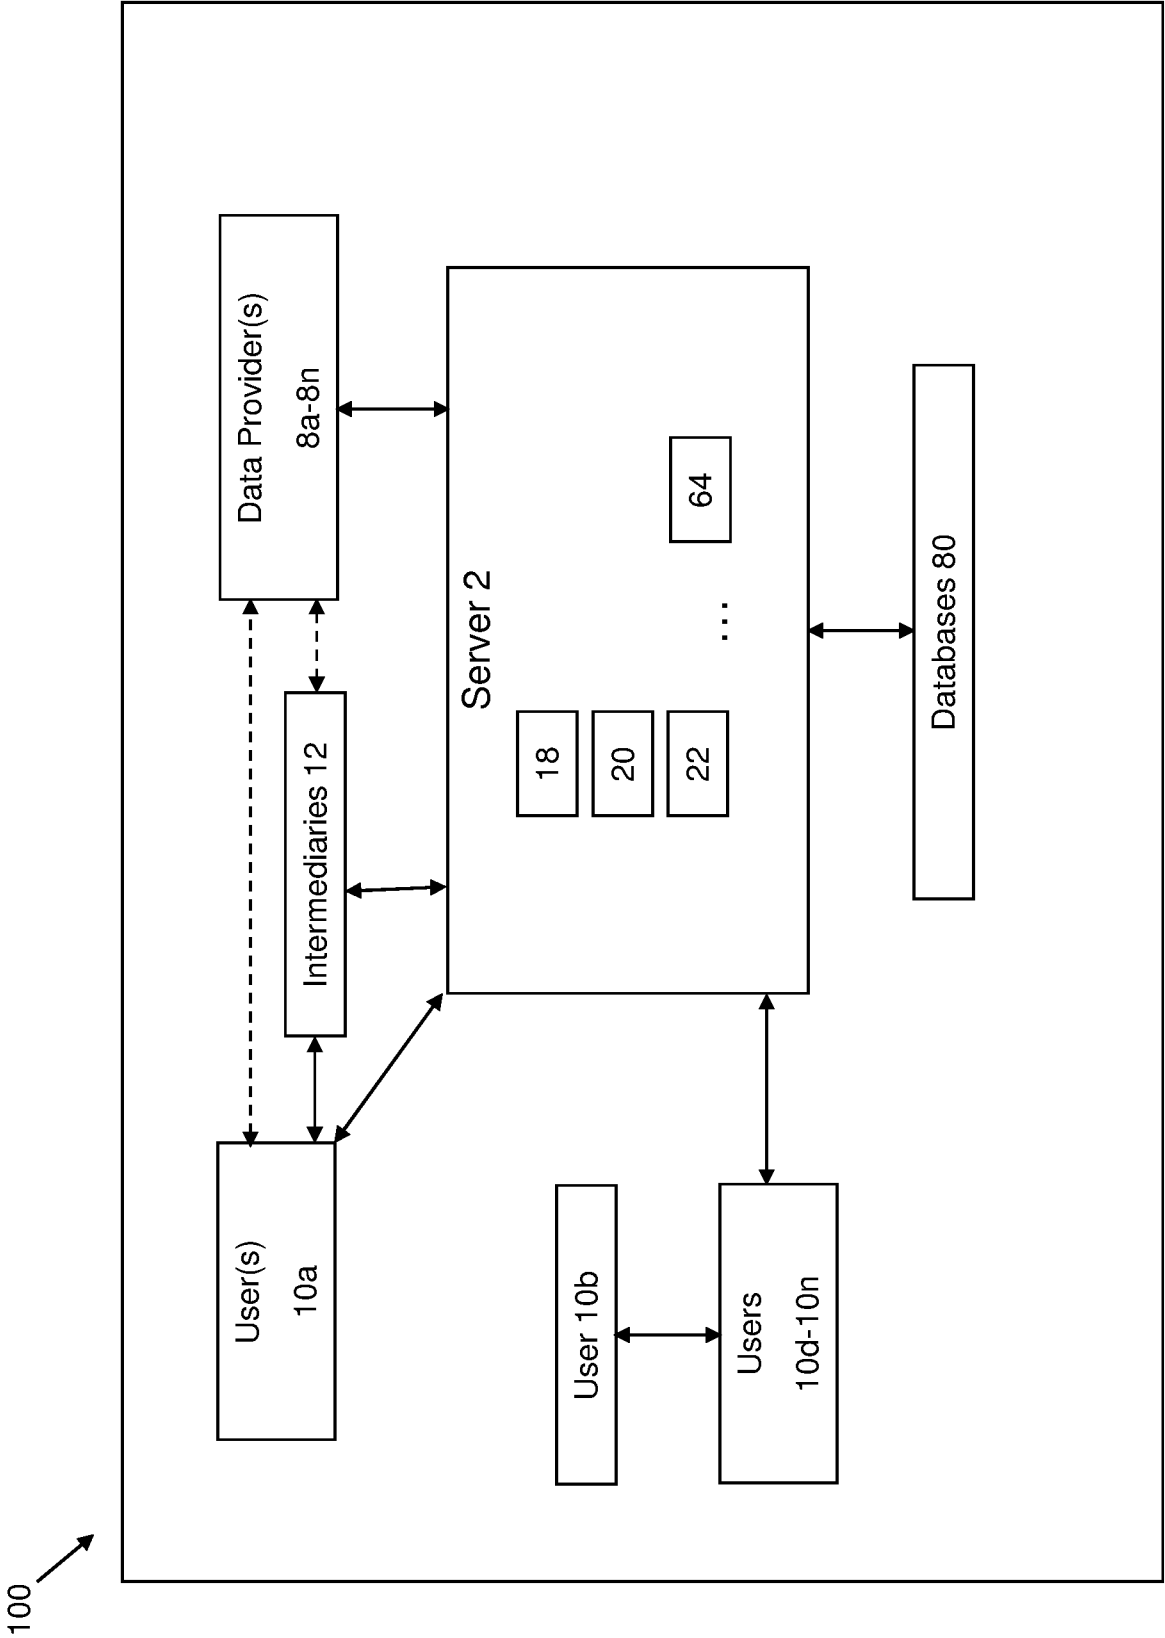 100
User(s)
10a
Intermediaries 12
Data Provider(s)
8a-8n
Server 2
18
20
22
...
64
User 10b
Users
10d-10n
Databases 80